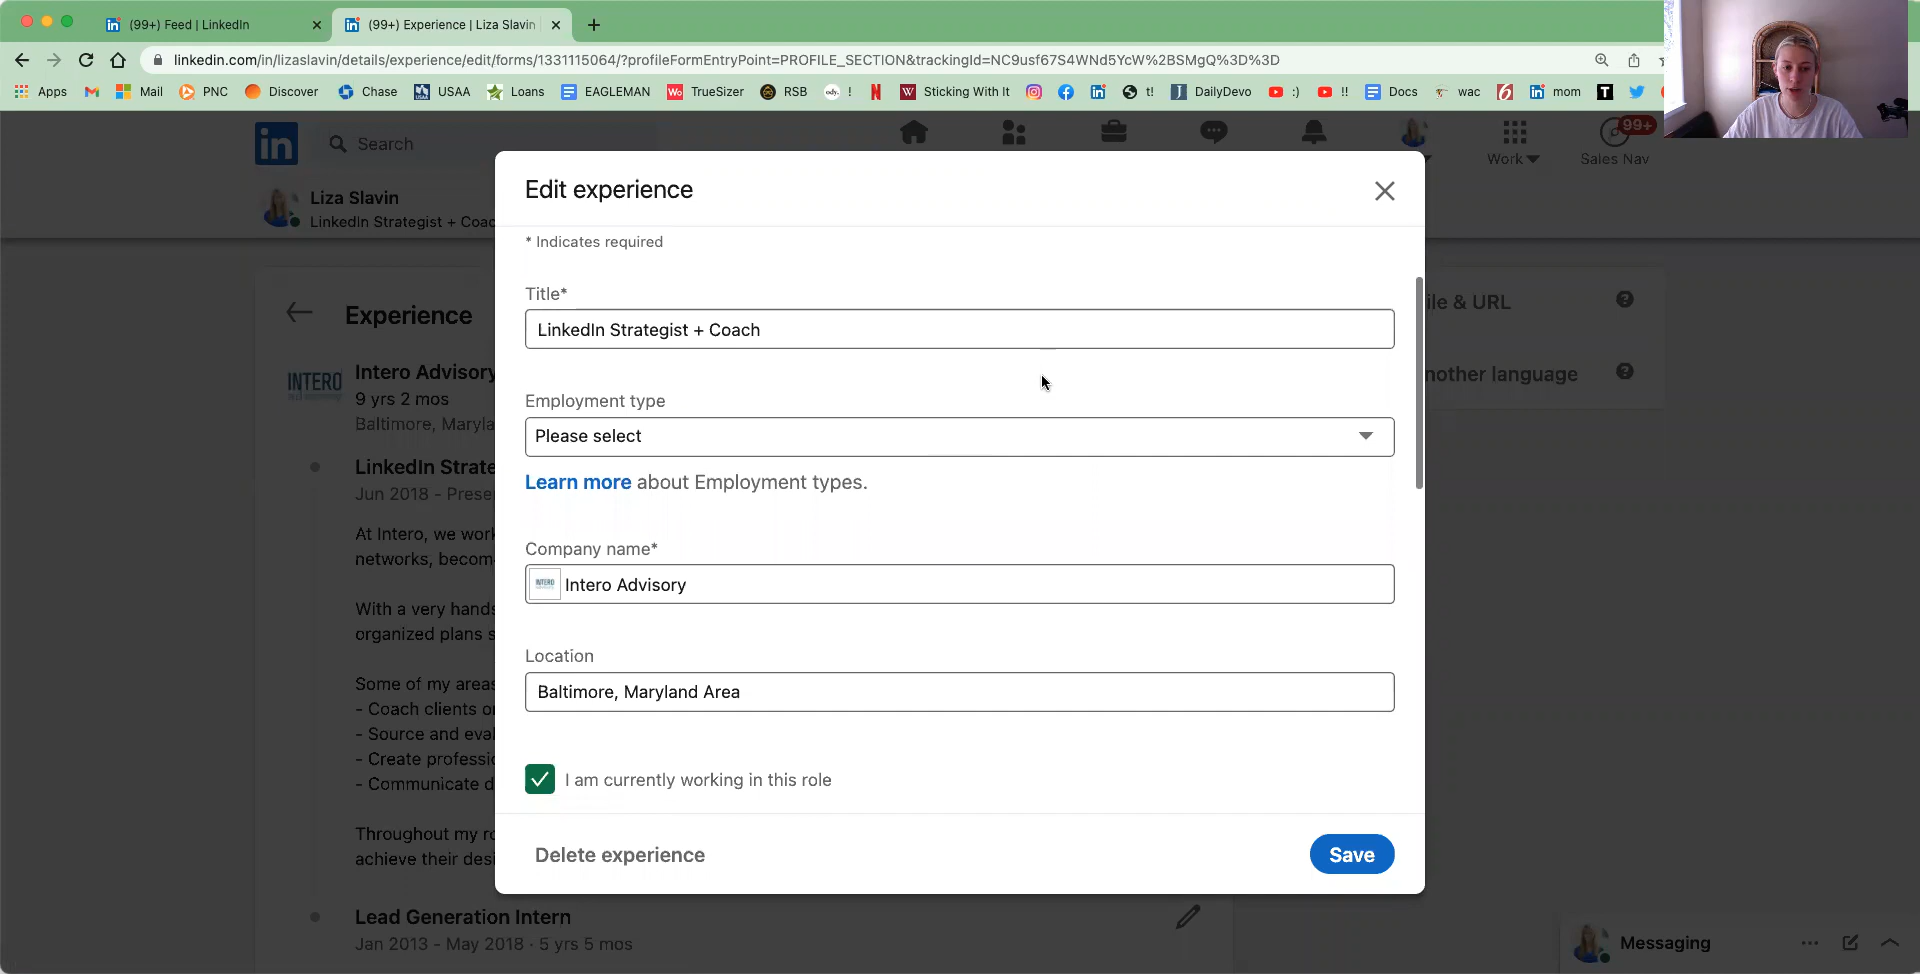 (99+) Feed | LinkedIn
(99+) Experience | Liza Slavin
linkedin.com/in/lizaslavin/details/experience/edit/forms/1331115064/?profileFormEntryPoint=PROFILE_SECTION&trackingId=NC9usf67S4WNd5YcW%2BSMgQ%3D%3D
Apps Mail PNC Discover Chase USAA Loans EAGLEMAN TrueSizer RSB ! Sticking With It t! DailyDevo :) !! Docs wac mom
Search
99+
Work
Sales Nav
Liza Slavin
LinkedIn Strategist + Coac
Edit experience
* Indicates required
Title*
LinkedIn Strategist + Coach
Employment type
Please select
Learn more about Employment types.
Company name*
INTERO
Intero Advisory
Location
Baltimore, Maryland Area
I am currently working in this role
Delete experience
Save
Experience
INTERO
Intero Advisory
9 yrs 2 mos
Baltimore, Maryla
LinkedIn Strate
Jun 2018 - Prese
At Intero, we work
networks, becom
With a very hands
organized plans s
Some of my areas
- Coach clients o
- Source and eval
- Create professio
- Communicate d
Throughout my ro
achieve their desi
Lead Generation Intern
Jan 2013 - May 2018 · 5 yrs 5 mos
ile & URL
nother language
Messaging